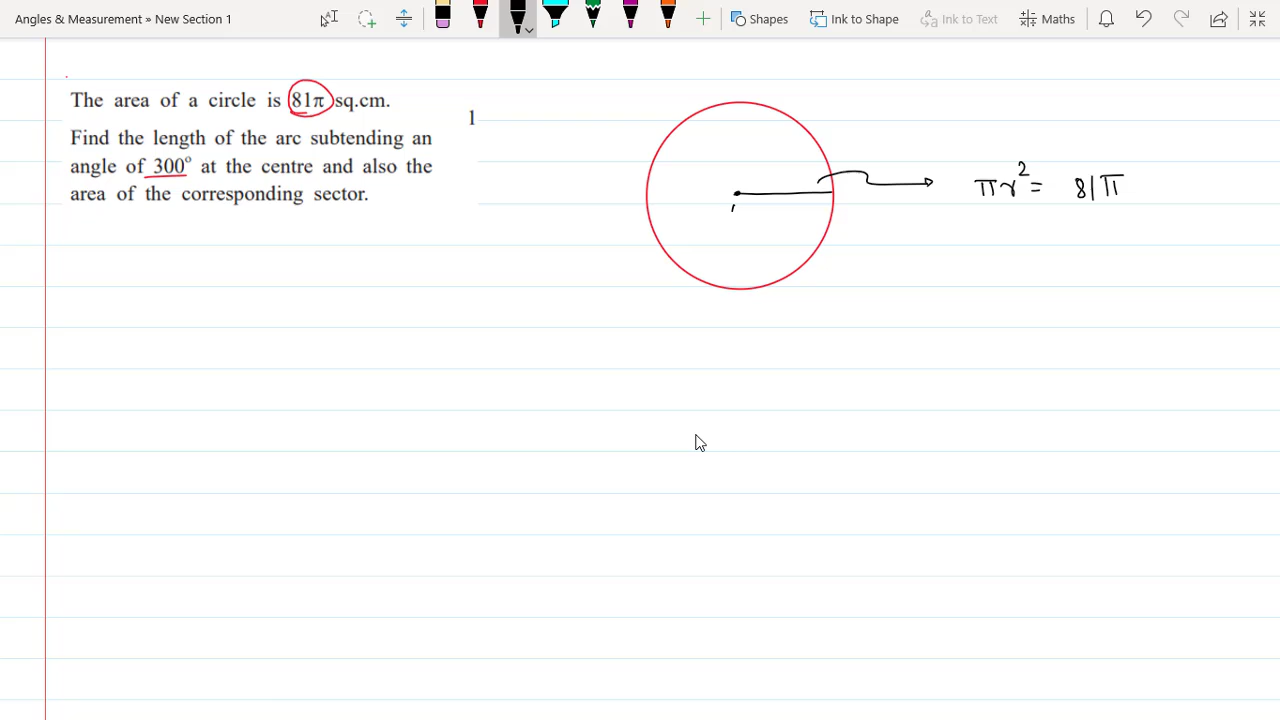 Angles & Measurement » New Section 1
Shapes
Ink to Shape
Ink to Text
Maths
The area of a circle is 81π sq.cm.
Find the length of the arc subtending an
angle of 300° at the centre and also the
area of the corresponding sector.
1
πr² = 81π